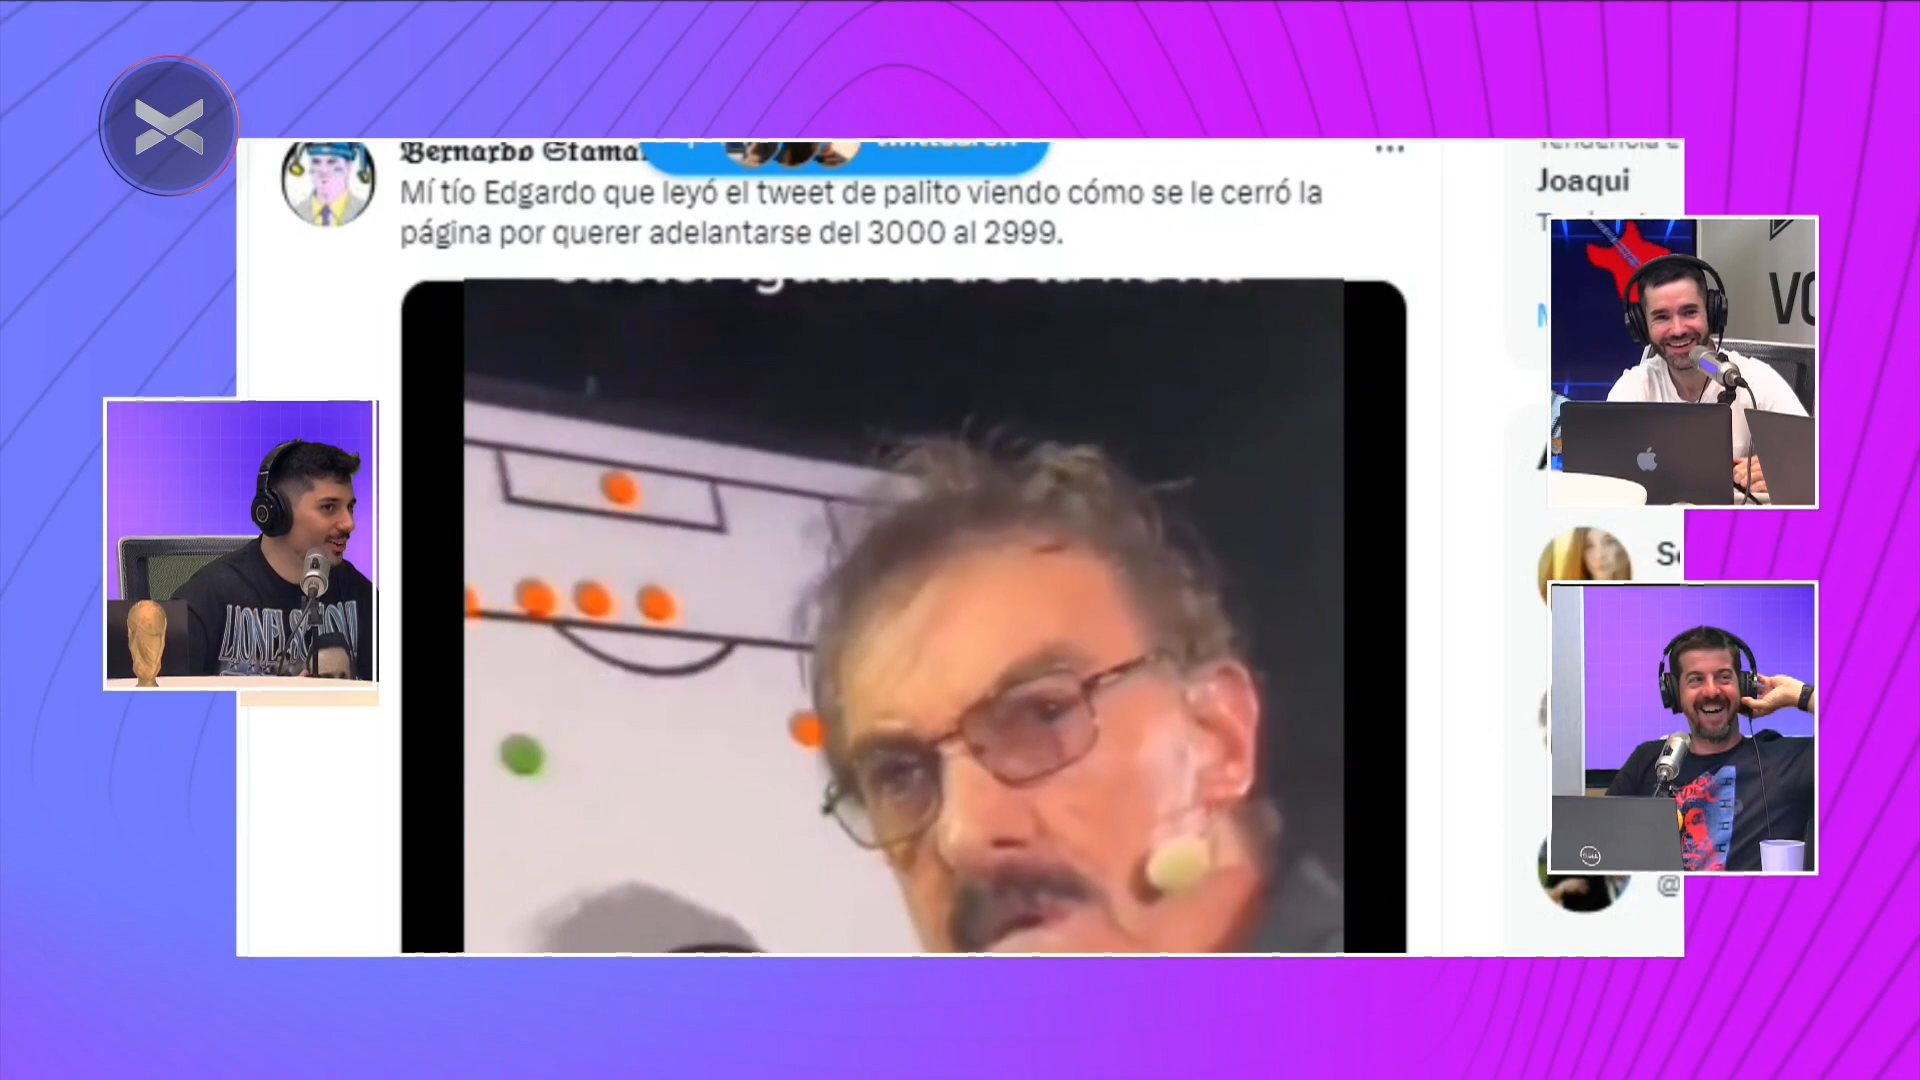 Bernardo Stama
Mí tío Edgardo que leyó el tweet de palito viendo cómo se le cerró la
página por querer adelantarse del 3000 al 2999.
Joaqui
VO
LIONEL
@